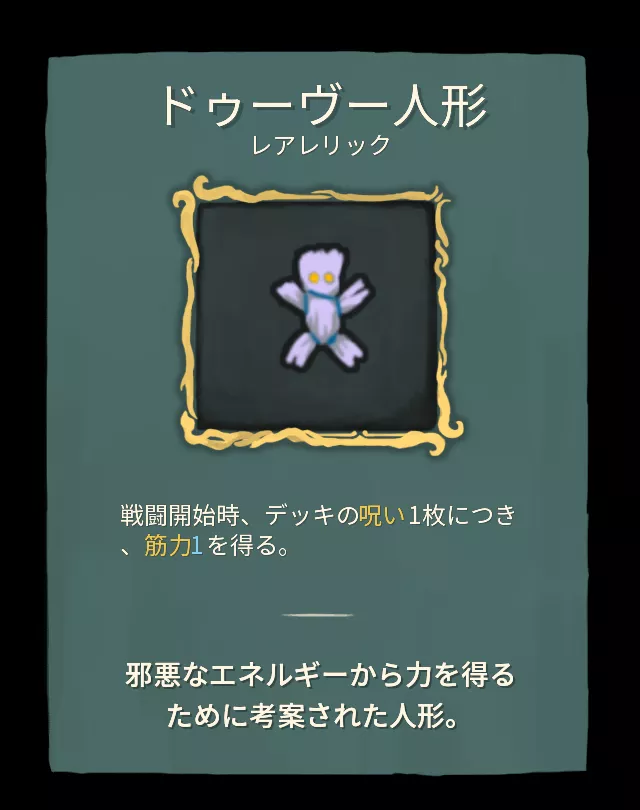 ドゥーヴー人形
レアレリック
戦闘開始時、デッキの呪い1枚につき
、筋力1を得る。
邪悪なエネルギーから力を得る
ために考案された人形。